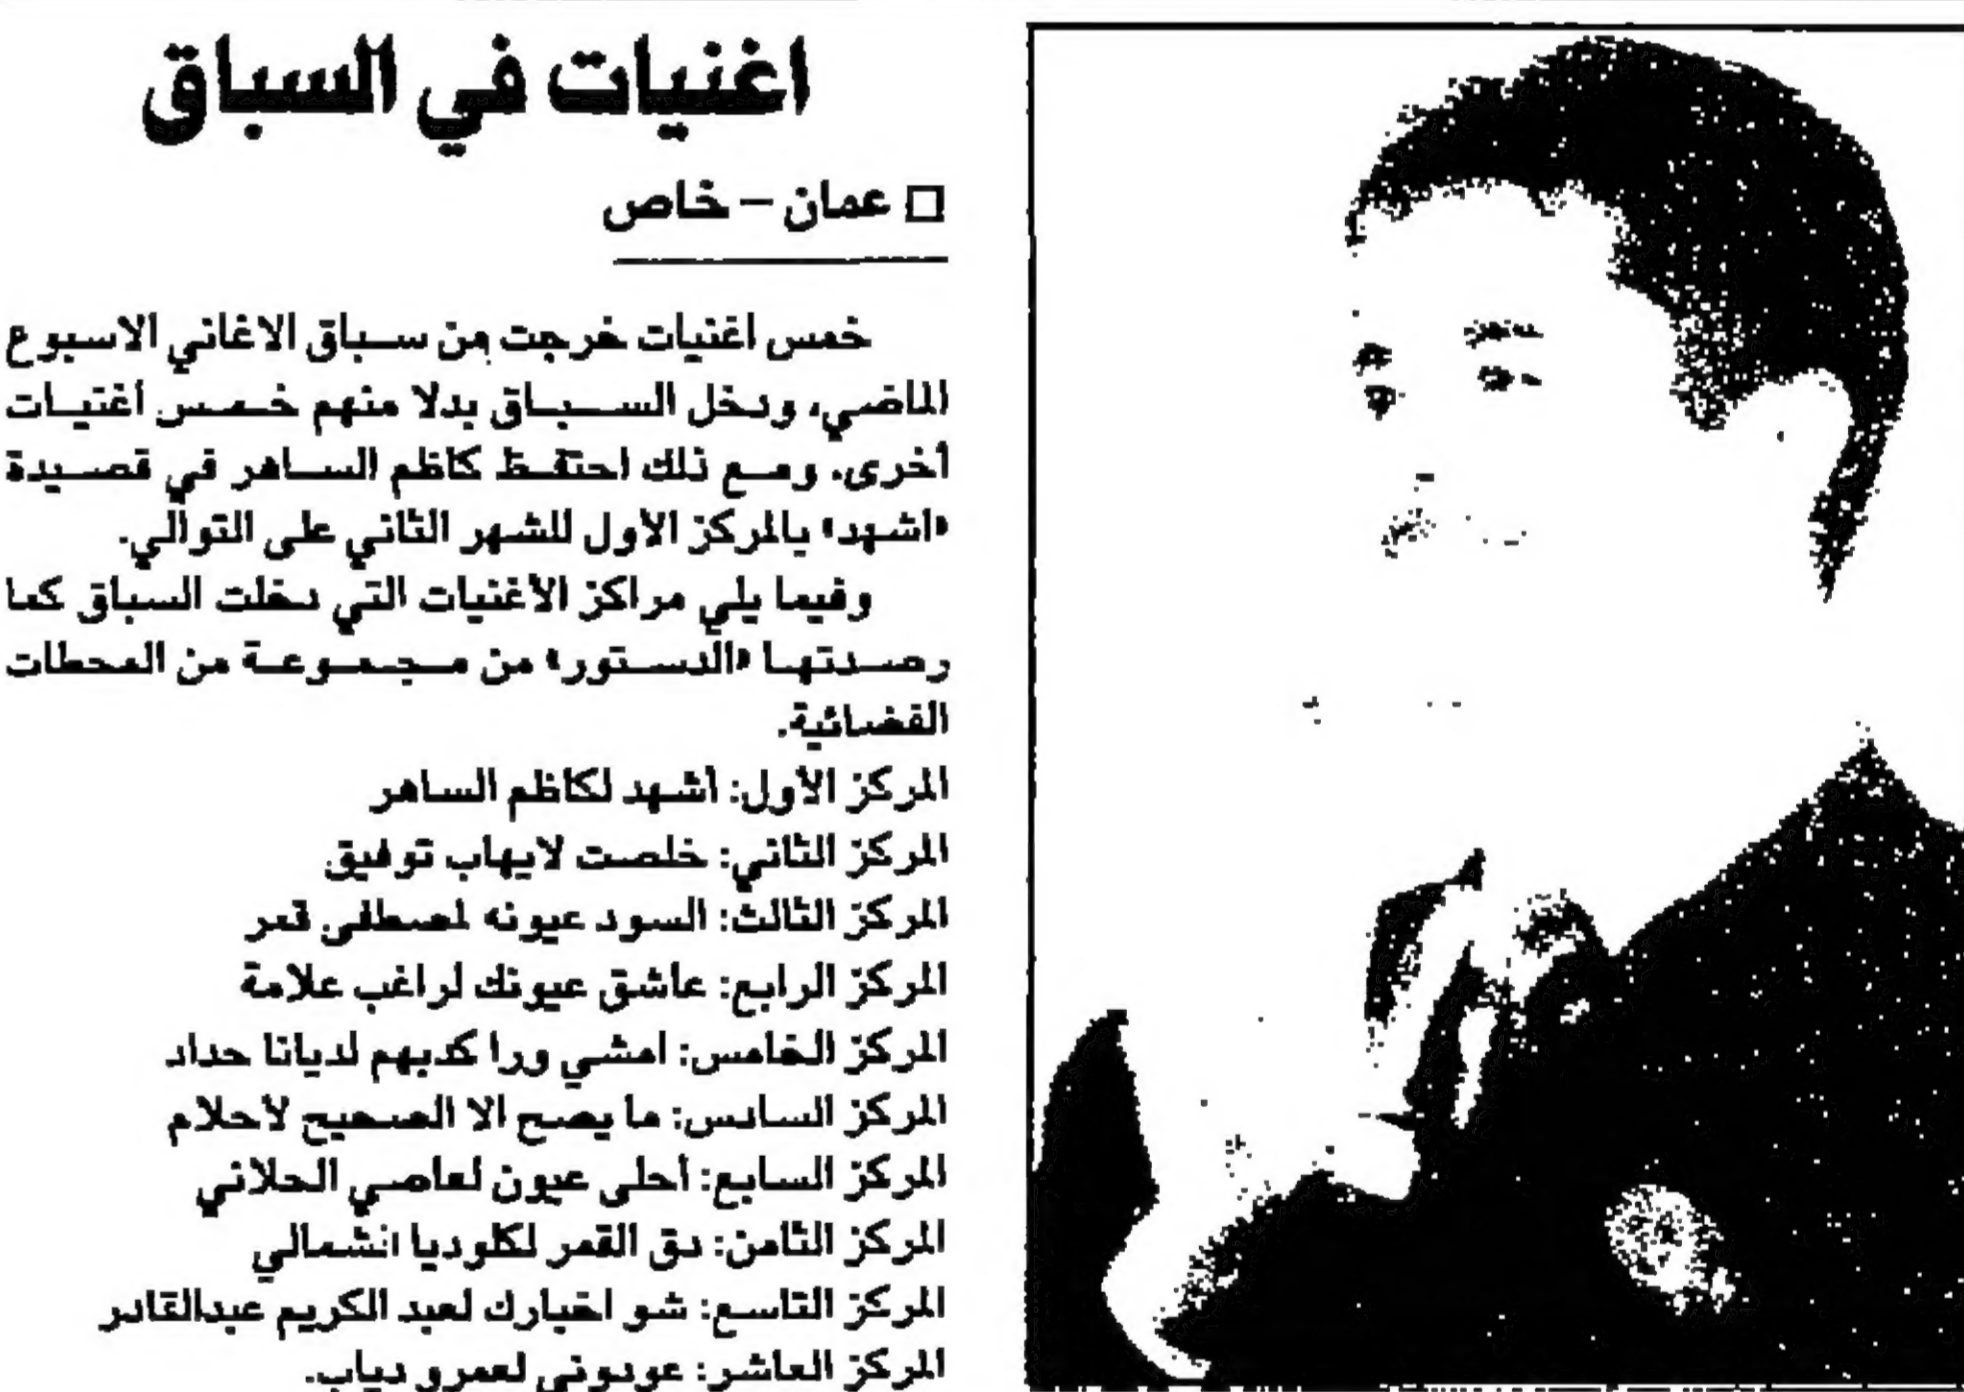 اغنيات في السباق
□ عمان – خاص
خمس اغنيات خرجت من سباق الاغاني الاسبوع
الماضي، ودخل السباق بدلا منهم خمس اغنيات
أخرى. ومع ذلك احتفظ كاظم الساهر في قصيدة
«اشهد» بالمركز الأول للشهر الثاني على التوالي.
وفيما يلي مراكز الأغنيات التي دخلت السباق كما
رصدتها «الدستور» من مجموعة من المحطات
الفضائية.
المركز الأول: أشهد لكاظم الساهر
المركز الثاني: خلصت لايهاب توفيق
المركز الثالث: السود عيونه لمصطفى قمر
المركز الرابع: عاشق عيونك لراغب علامة
المركز الخامس: امشي ورا كدبهم لديانا حداد
المركز السادس: ما يصح الا الصحيح لأحلام
المركز السابع: أحلى عيون لعاصي الحلاني
المركز الثامن: دق القمر لكلوديا الشمالي
المركز التاسع: شو اخبارك لعبد الكريم عبدالقادر
المركز العاشر: عودوني لعمرو دياب.